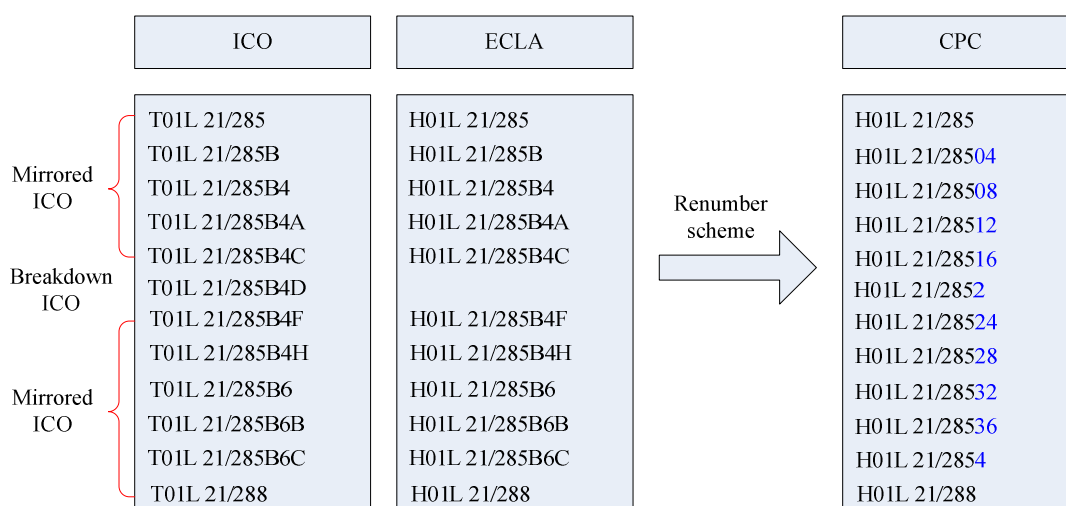 ICO ECLA CPC
T01L 21/285 H01L 21/285 H01L 21/285
T01L 21/285B H01L 21/285B H01L 21/28504
Mirrored
ICO
T01L 21/285B4 H01L 21/285B4 H01L 21/28508
T01L 21/285B4A H01L 21/285B4A H01L 21/28512
Renumber
scheme
T01L 21/285B4C H01L 21/285B4C H01L 21/28516
Breakdown
ICO
T01L 21/285B4D H01L 21/2852
T01L 21/285B4F H01L 21/285B4F H01L 21/28524
T01L 21/285B4H H01L 21/285B4H H01L 21/28528
Mirrored
ICO
T01L 21/285B6 H01L 21/285B6 H01L 21/28532
T01L 21/285B6B H01L 21/285B6B H01L 21/28536
T01L 21/285B6C H01L 21/285B6C H01L 21/2854
T01L 21/288 H01L 21/288 H01L 21/288